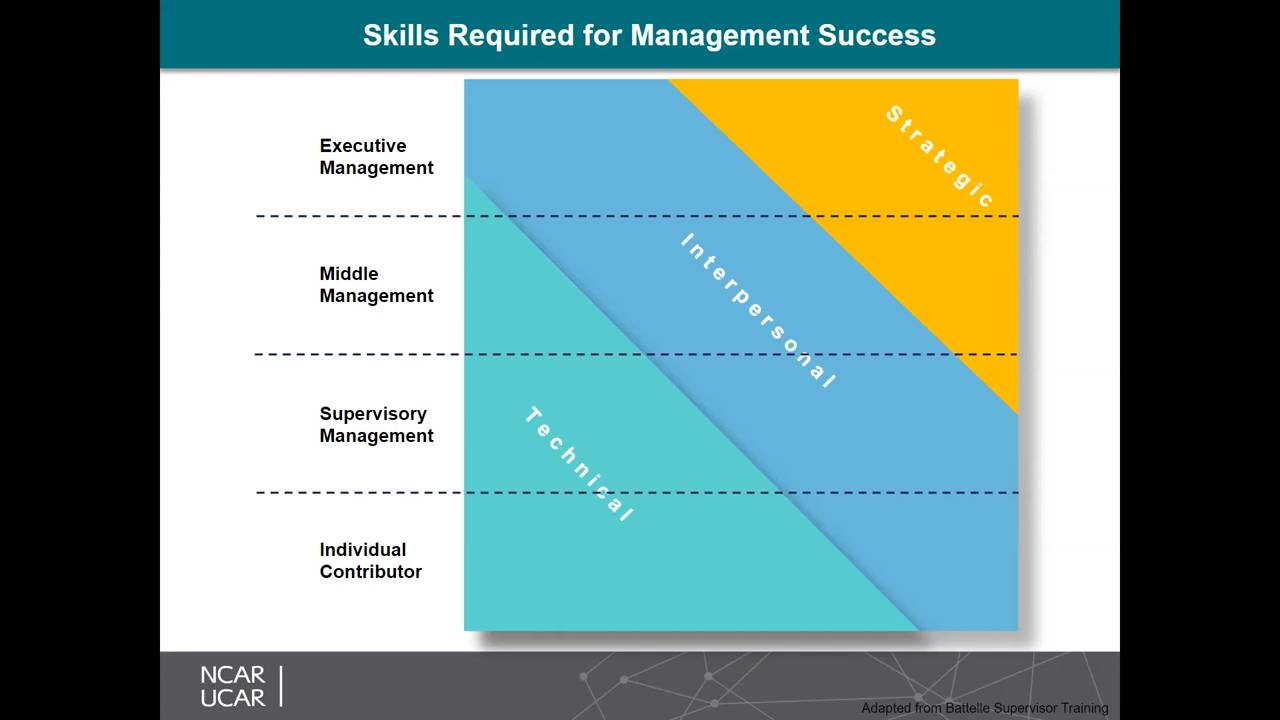 Skills Required for Management Success
Executive
Management
Strategic
Middle
Management
Interpersonal
Supervisory
Management
Technical
Individual
Contributor
NCAR
UCAR
Adapted from Battelle Supervisor Training